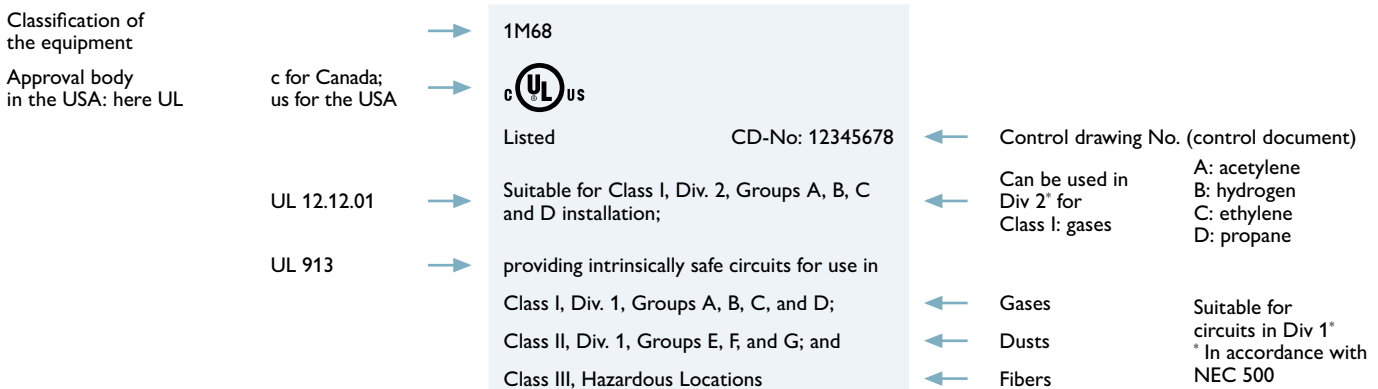 Classification of
the equipment
1M68
Approval body
in the USA: here UL
c for Canada;
us for the USA
c UL® US
Listed CD-No: 12345678
Control drawing No. (control document)
UL 12.12.01
Suitable for Class I, Div. 2, Groups A, B, C
and D installation;
Can be used in
Div 2* for
Class I: gases
A: acetylene
B: hydrogen
C: ethylene
D: propane
UL 913
providing intrinsically safe circuits for use in
Class I, Div. 1, Groups A, B, C, and D;
Gases
Class II, Div. 1, Groups E, F, and G; and
Dusts
Class III, Hazardous Locations
Fibers
Suitable for
circuits in Div 1*
* In accordance with
NEC 500